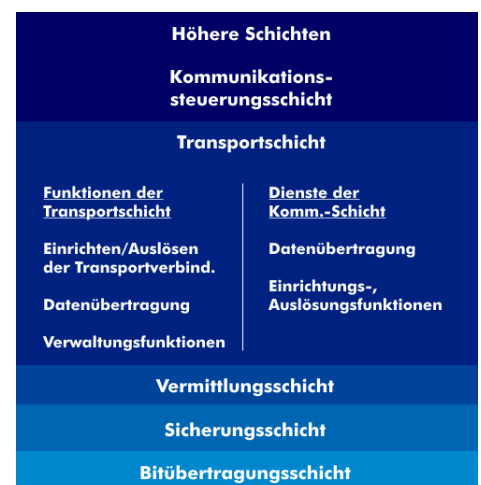 Höhere Schichten
Kommunikations-
steuerungsschicht
Transportschicht
Funktionen der
Transportschicht
Einrichten/Auslösen
der Transportverbind.
Datenübertragung
Verwaltungsfunktionen
Dienste der
Komm.-Schicht
Datenübertragung
Einrichtungs-,
Auslösungsfunktionen
Vermittlungsschicht
Sicherungsschicht
Bitübertragungsschicht